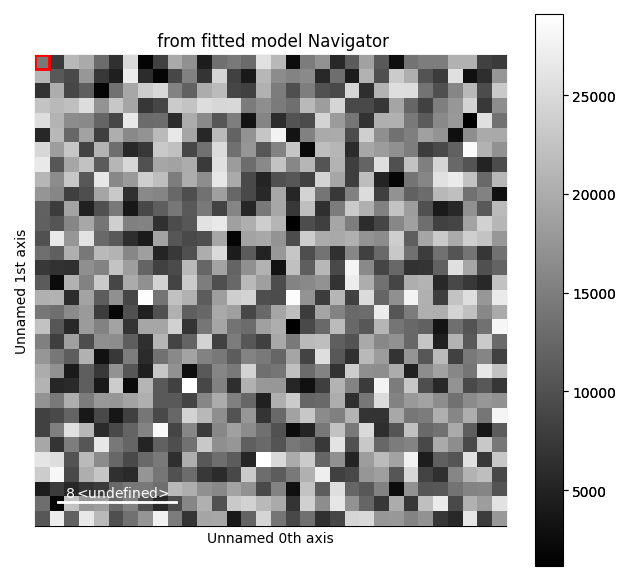 from fitted model Navigator
25000
20000
15000
10000
5000
Unnamed 1st axis
8 <undefined>
Unnamed 0th axis